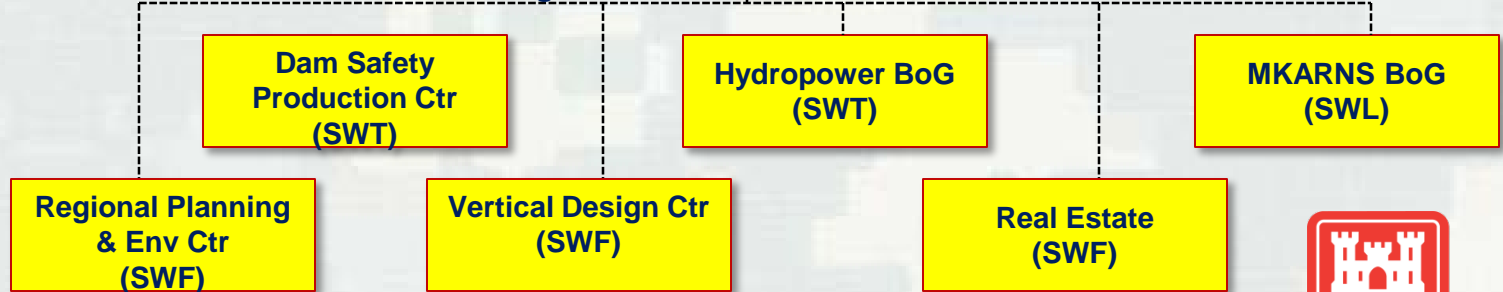 Dam Safety
Production Ctr
(SWT)
Hydropower BoG
(SWT)
MKARNS BoG
(SWL)
Regional Planning
& Env Ctr
(SWF)
Vertical Design Ctr
(SWF)
Real Estate
(SWF)